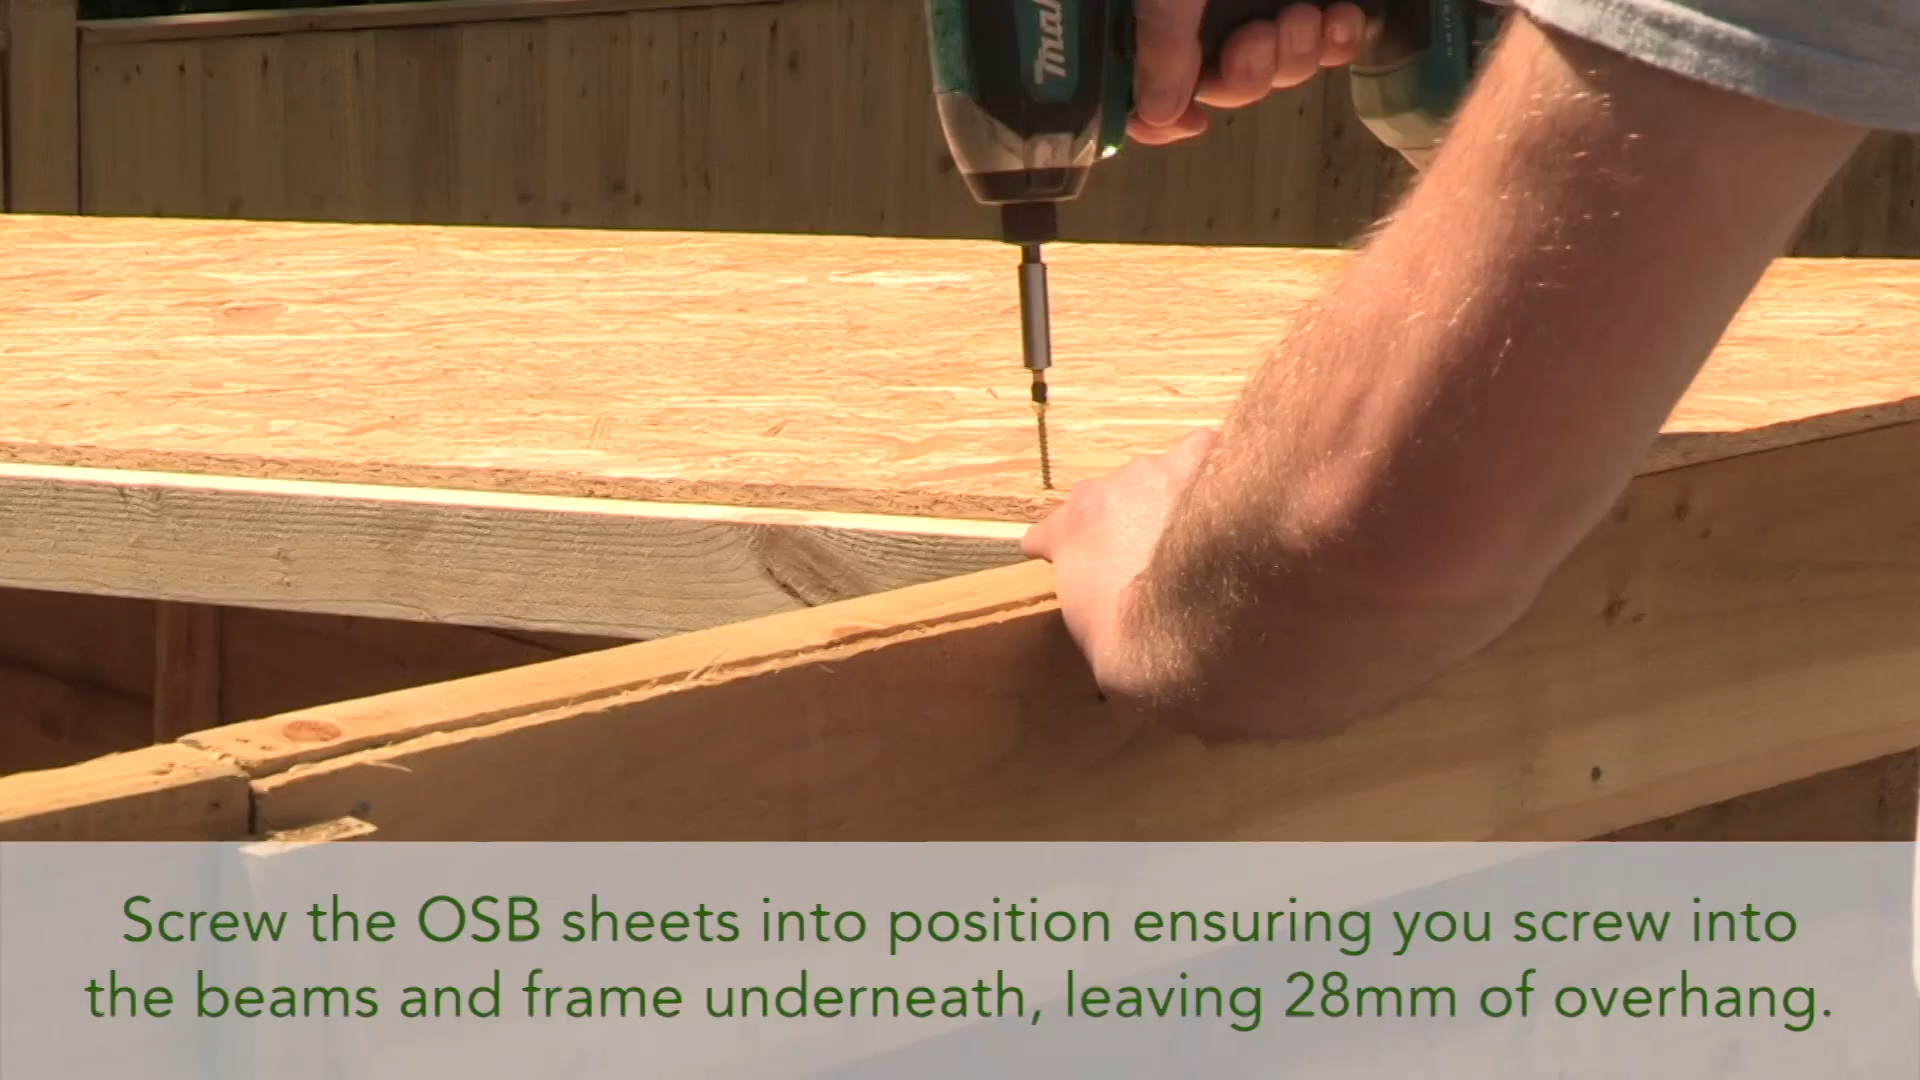 Screw the OSB sheets into position ensuring you screw into
the beams and frame underneath, leaving 28mm of overhang.